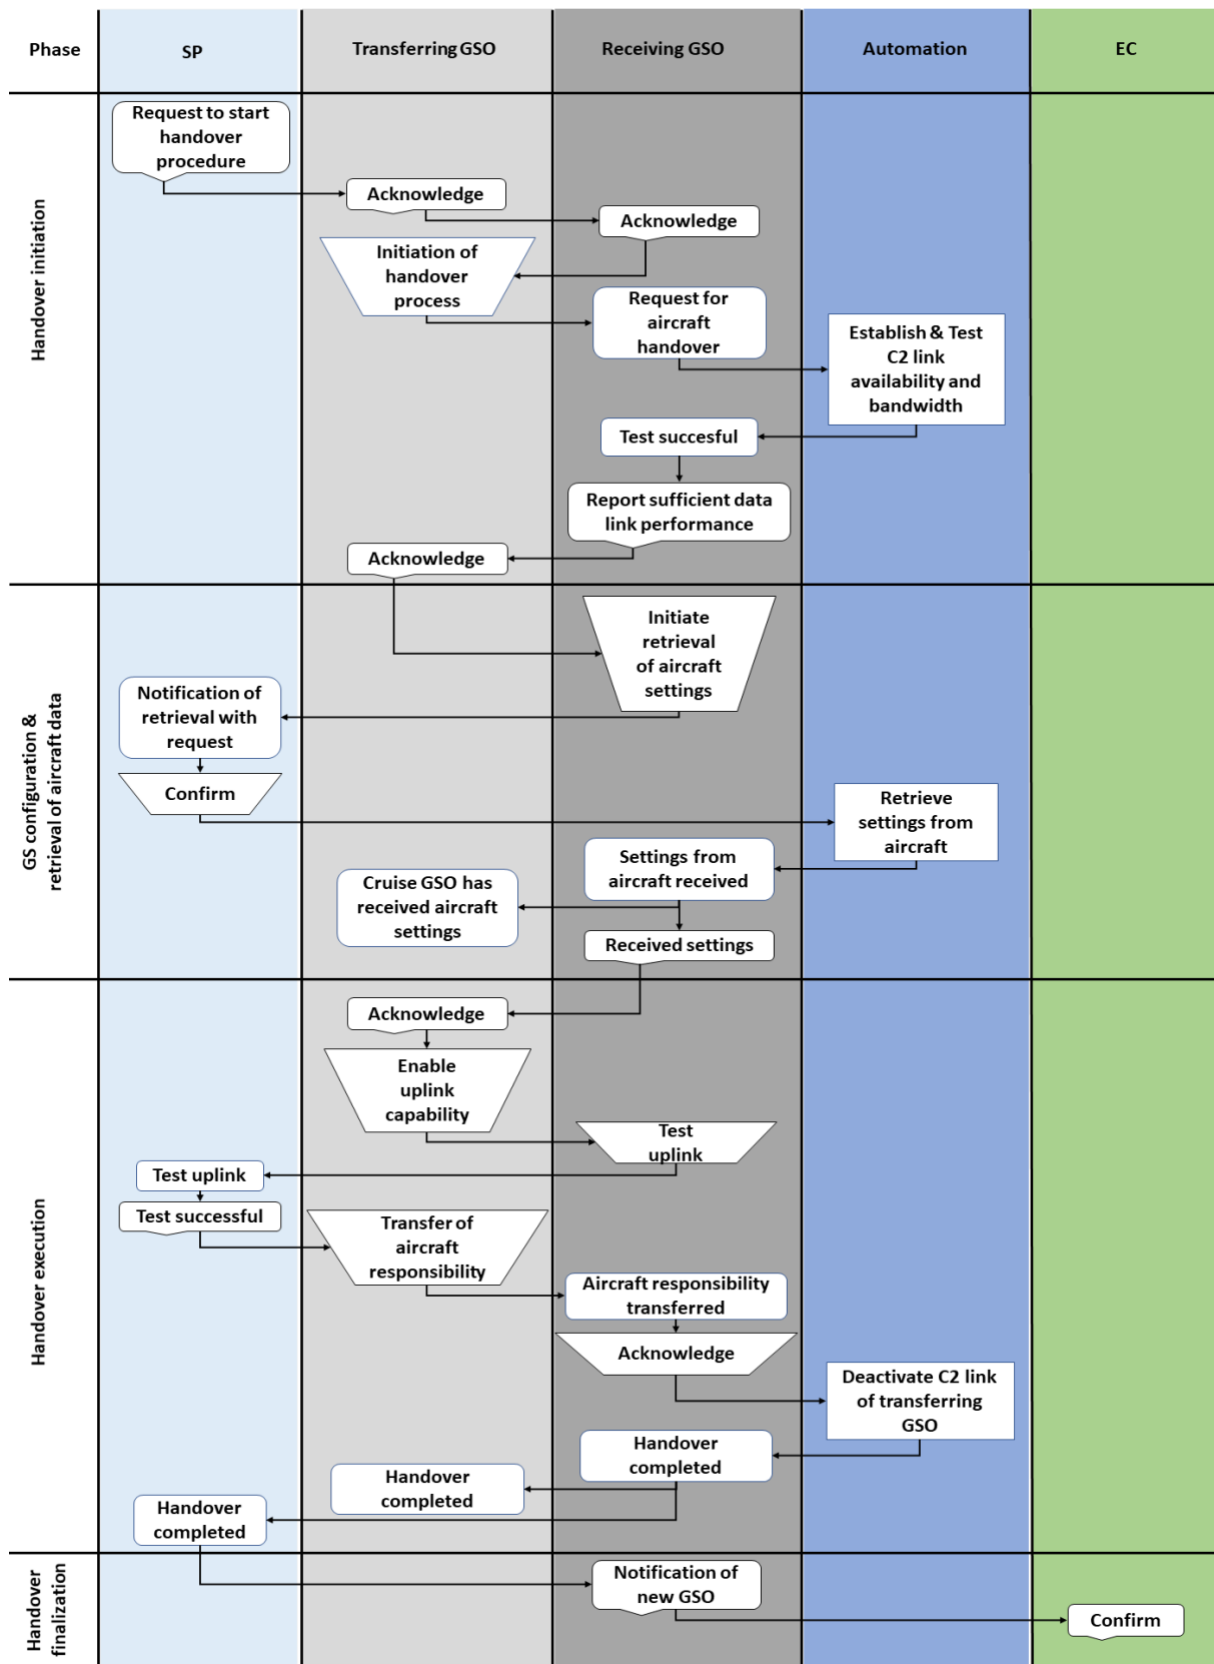 Phase
SP
Transferring GSO
Receiving GSO
Automation
EC
Handover initiation
Request to start
handover
procedure
Acknowledge
Acknowledge
Initiation of
handover
process
Request for
aircraft
handover
Establish & Test
C2 link
availability and
bandwidth
Test succesful
Report sufficient data
link performance
Acknowledge
GS configuration &
retrieval of aircraft data
Initiate
retrieval
of aircraft
settings
Notification of
retrieval with
request
Confirm
Retrieve
settings from
aircraft
Settings from
aircraft received
Cruise GSO has
received aircraft
settings
Received settings
Handover execution
Acknowledge
Enable
uplink
capability
Test
uplink
Test uplink
Test successful
Transfer of
aircraft
responsibility
Aircraft responsibility
transferred
Acknowledge
Deactivate C2 link
of transferring
GSO
Handover
completed
Handover
completed
Handover
completed
Handover
finalization
Notification of
new GSO
Confirm